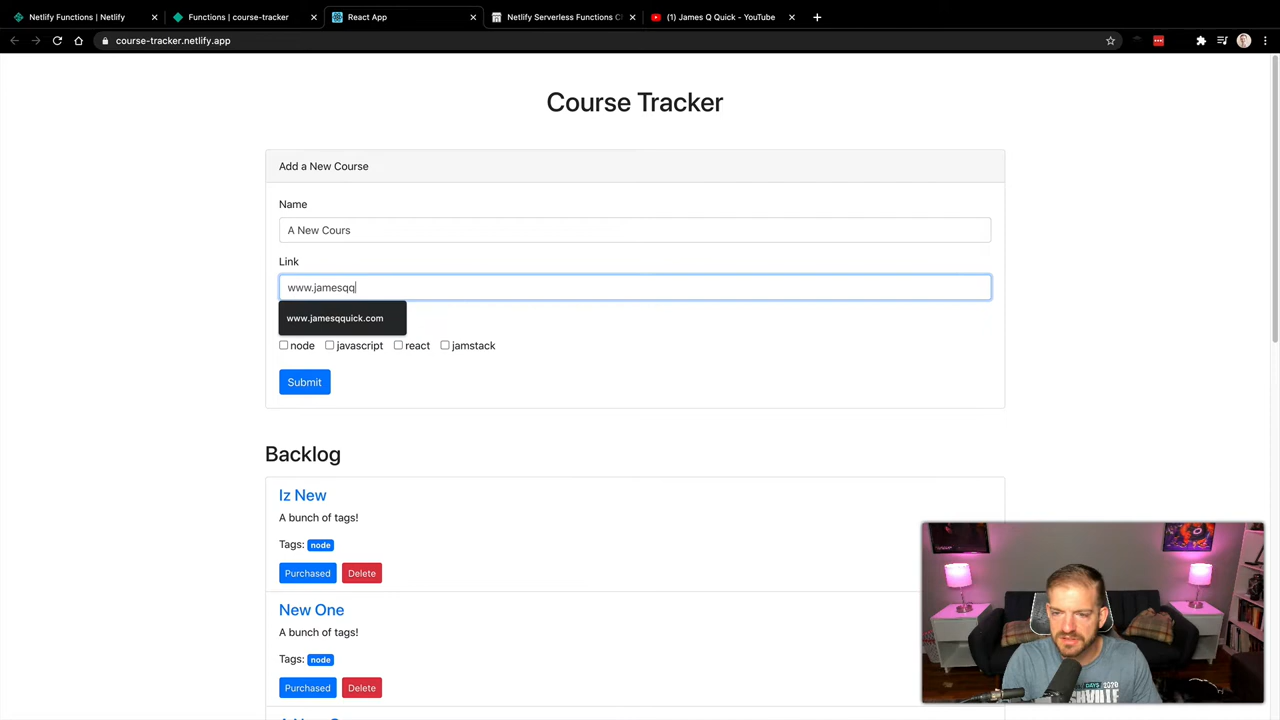 Netlify Functions | Netlify
Functions | course-tracker
React App
Netlify Serverless Functions C
(1) James Q Quick - YouTube
course-tracker.netlify.app
Course Tracker
Add a New Course
Name
A New Cours
Link
www.jamesqq
www.jamesqquick.com
node javascript react jamstack
Submit
Backlog
Iz New
A bunch of tags!
Tags: node
Purchased Delete
New One
A bunch of tags!
Tags: node
Purchased Delete
DAYS 2020